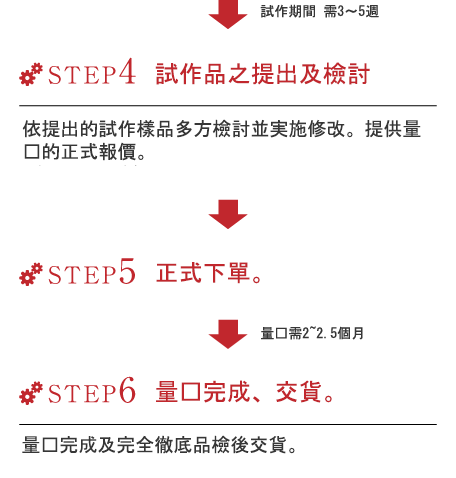 試作期間 需3～5週
STEP4 試作品之提出及檢討
依提出的試作樣品多方檢討並實施修改。提供量
口的正式報價。
STEP5 正式下單。
量口需2~2.5個月
STEP6 量口完成、交貨。
量口完成及完全徹底品檢後交貨。